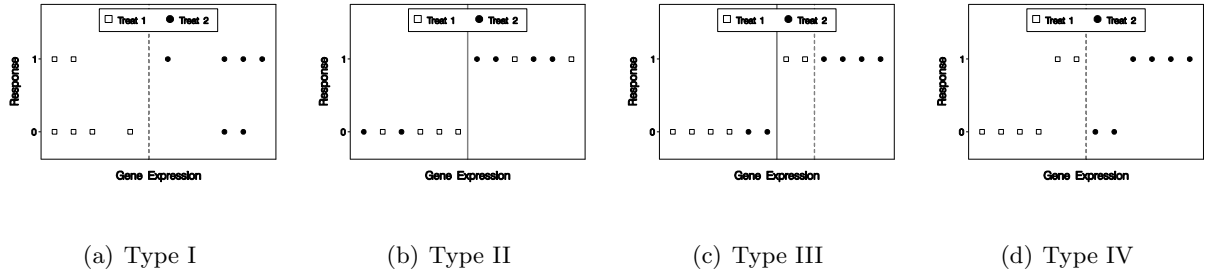 Treat 1 Treat 2
Response
1
0
Gene Expression
(a) Type I
Treat 1 Treat 2
Response
1
0
Gene Expression
(b) Type II
Treat 1 Treat 2
Response
1
0
Gene Expression
(c) Type III
Treat 1 Treat 2
Response
1
0
Gene Expression
(d) Type IV